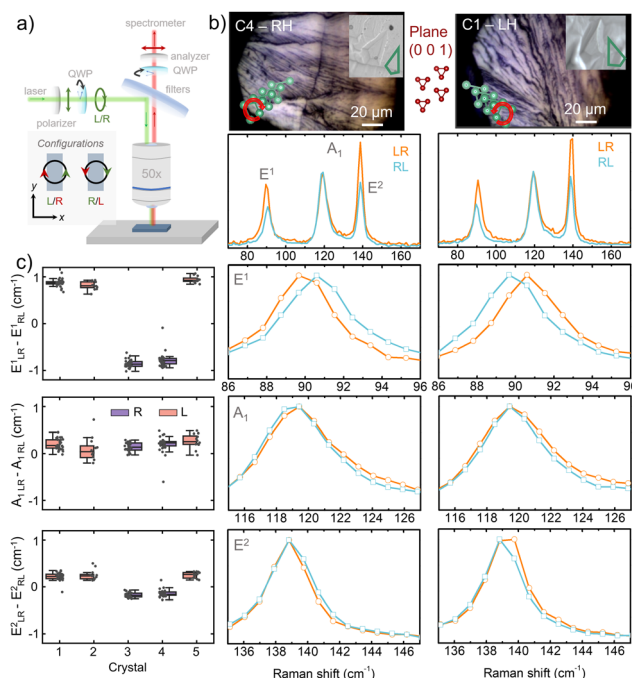 a)
spectrometer
analyzer
QWP
QWP
filters
laser
polarizer
L/R
Configurations
y
x
L/R
R/L
50x
b)
C4 – RH
20 μm
Plane
(0 0 1)
C1 – LH
20 μm
E¹
A₁
E²
LR
RL
80 100 120 140 160
80 100 120 140 160
c)
E¹LR - E¹RL (cm⁻¹)
1
0
-1
E¹
86 88 90 92 94 96
86 88 90 92 94 96
A₁ LR - A₁ RL (cm⁻¹)
1
0
-1
R
L
A₁
116 118 120 122 124 126
116 118 120 122 124 126
E²LR - E²RL (cm⁻¹)
1
0
-1
1 2 3 4 5
Crystal
E²
136 138 140 142 144 146
Raman shift (cm⁻¹)
136 138 140 142 144 146
Raman shift (cm⁻¹)